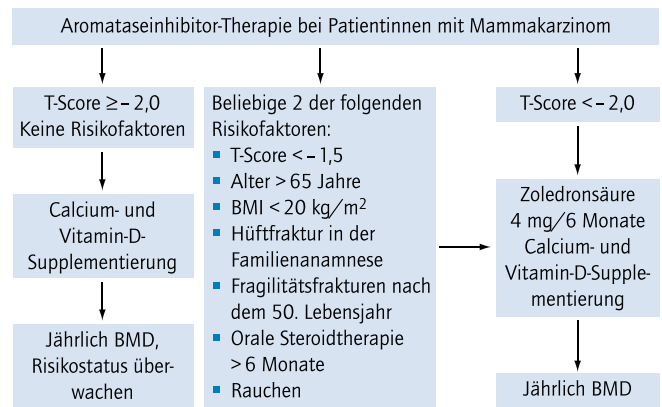 Aromataseinhibitor-Therapie bei Patientinnen mit Mammakarzinom
T-Score ≥ – 2,0
Keine Risikofaktoren
Calcium- und
Vitamin-D-
Supplementierung
Jährlich BMD,
Risikostatus über-
wachen
Beliebige 2 der folgenden
Risikofaktoren:
▪ T-Score < – 1,5
▪ Alter > 65 Jahre
▪ BMI < 20 kg/m²
▪ Hüftfraktur in der
Familienanamnese
▪ Fragilitätsfrakturen nach
dem 50. Lebensjahr
▪ Orale Steroidtherapie
> 6 Monate
▪ Rauchen
T-Score < – 2,0
Zoledronsäure
4 mg/6 Monate
Calcium- und
Vitamin-D-Supple-
mentierung
Jährlich BMD